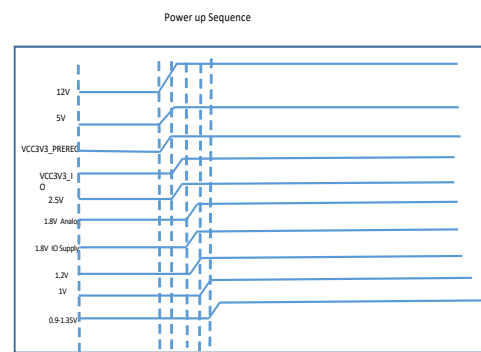 Power up Sequence
12V
5V
VCC3V3_PREREG
VCC3V3_I
O
2.5V
1.8V Analog
1.8V IO Supply
1.2V
1V
0.9-1.35V